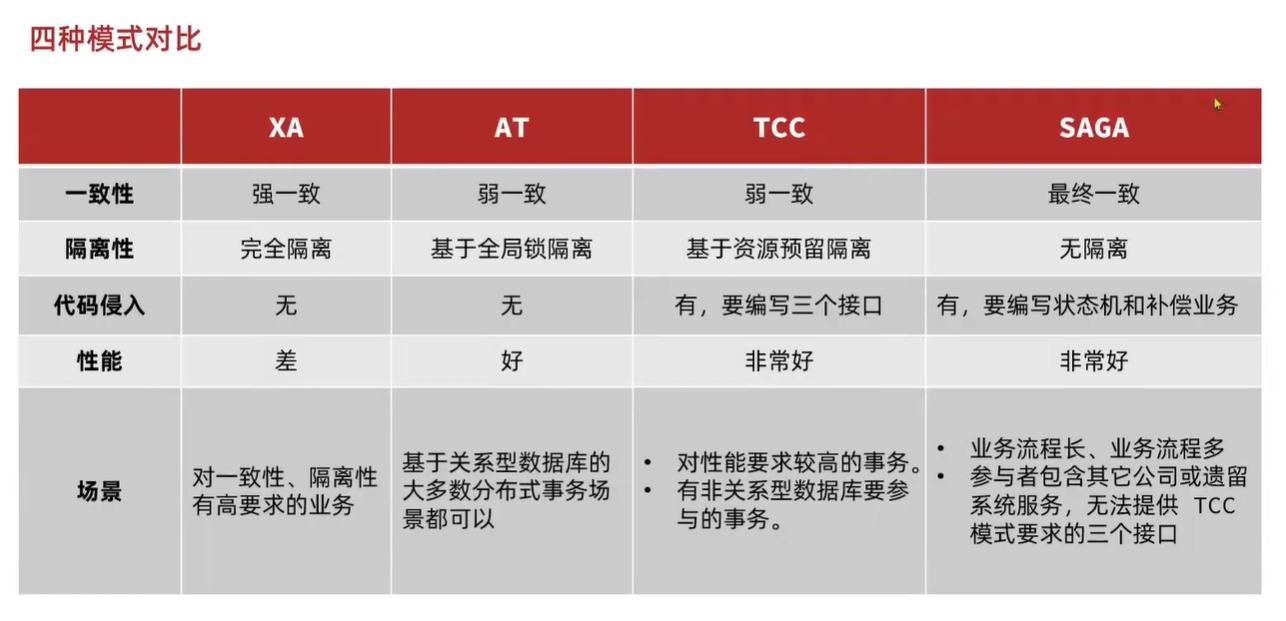 四种模式对比
XA AT TCC SAGA
一致性 强一致 弱一致 弱一致 最终一致
隔离性 完全隔离 基于全局锁隔离 基于资源预留隔离 无隔离
代码侵入 无 无 有，要编写三个接口 有，要编写状态机和补偿业务
性能 差 好 非常好 非常好
场景
对一致性、隔离性
有高要求的业务
基于关系型数据库的
大多数分布式事务场
景都可以
• 对性能要求较高的事务。
• 有非关系型数据库要参
与的事务。
• 业务流程长、业务流程多
• 参与者包含其它公司或遗留
系统服务，无法提供 TCC
模式要求的三个接口